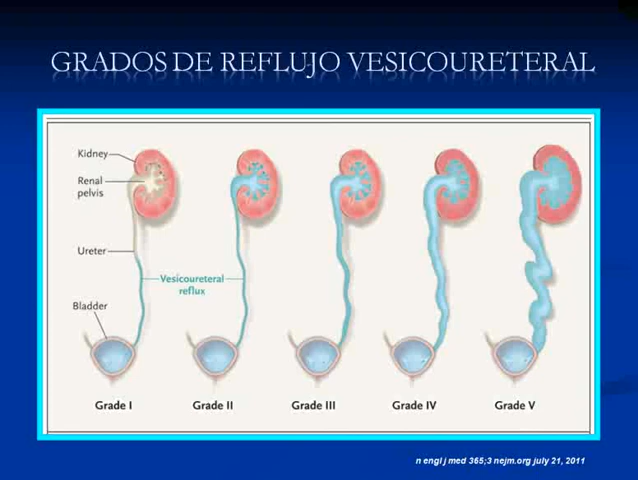 GRADOS DE REFLUJO VESICOURETERAL
Kidney
Renal
pelvis
Ureter
Vesicoureteral
reflux
Bladder
Grade I
Grade II
Grade III
Grade IV
Grade V
n engl j med 365;3 nejm.org july 21, 2011